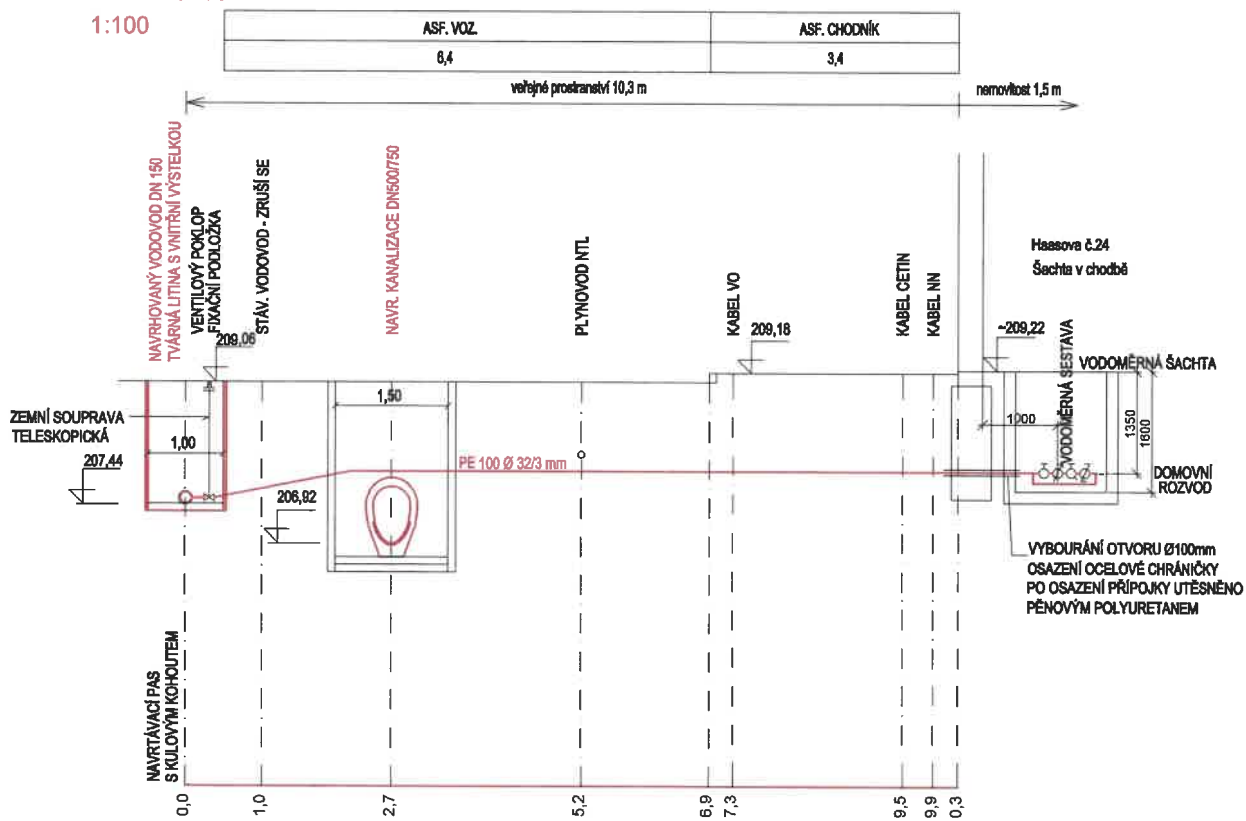 1:100
ASF. VOZ.
ASF. CHODNÍK
6,4
3,4
veřejné prostranství 10,3 m
nemovitost 1,5 m
NAVRHOVANÝ VODOVOD DN 150
TVÁRNÁ LITINA S VNITŘNÍ VÝSTELKOU
VENTILOVÝ POKLOP
FIXAČNÍ PODLOŽKA
STÁV. VODOVOD - ZRUŠÍ SE
NAVR. KANALIZACE DN500/750
PLYNOVOD NTL
KABEL VO
KABEL CETIN
KABEL NN
Haasova č.24
Šachta v chodbě
209,06
209,18
~209,22
VODOMĚRNÁ ŠACHTA
VODOMĚRNÁ SESTAVA
ZEMNÍ SOUPRAVA
TELESKOPICKÁ
1,00
1,50
1000
1350
1600
207,44
PE 100 Ø 32/3 mm
206,92
DOMOVNÍ
ROZVOD
VYBOURÁNÍ OTVORU Ø100mm
OSAZENÍ OCELOVÉ CHRÁNIČKY
PO OSAZENÍ PŘÍPOJKY UTĚSNĚNO
PĚNOVÝM POLYURETANEM
NAVRTÁVACÍ PAS
S KULOVÝM KOHOUTEM
0,0
1,0
2,7
5,2
6,9
7,3
9,5
9,9
0,3